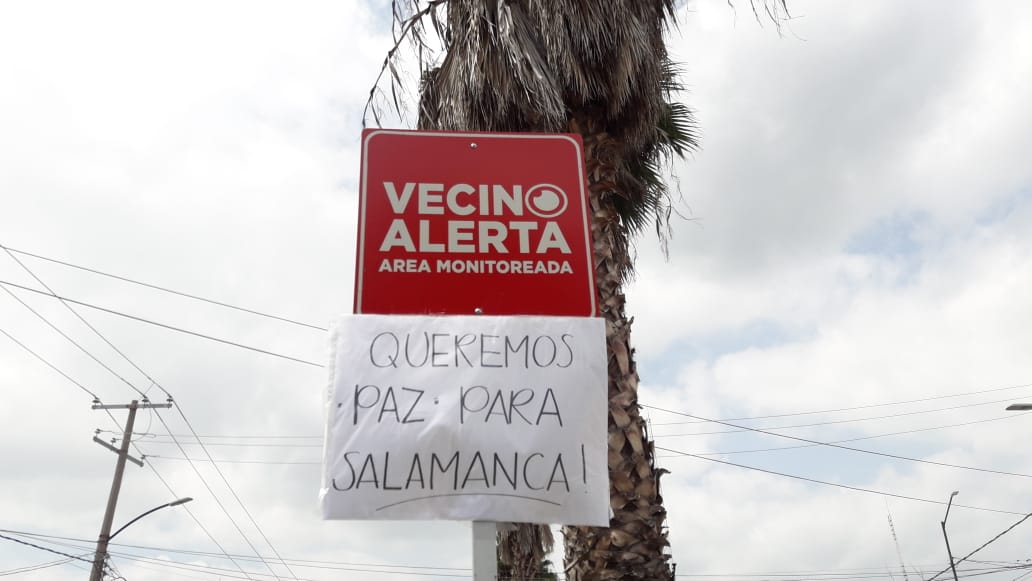 VECINO
ALERTA
AREA MONITOREADA
QUEREMOS
·PAZ· PARA
SALAMANCA!